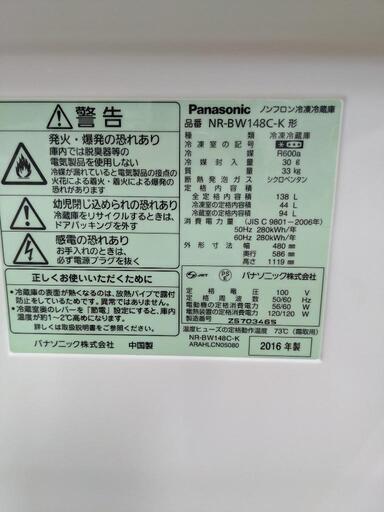 警告
発火・爆発の恐れあり
庫内では脱臭器等の
電気製品を使用しない
冷媒が漏れていると電気製品の接点の
火花による着火・着火による爆発の
恐れがあります。
幼児閉じ込められの恐れあり
冷蔵庫をリサイクルするときは、
ドアパッキングを外す
感電の恐れあり
お手入れのときは、
必ず電源プラグを抜く
正しくお使いいただくために
●冷蔵庫の表面が熱くなるのは、放熱パイプで露付
防止をしているためで、異常ではありません。
●冷蔵室奥のレバーを「節電」設定にすると、庫内
温度が約1~2℃高めになります。
詳しくは取扱説明書をご覧ください。
パナソニック株式会社 中国製
Panasonic ノンフロン冷凍冷蔵庫
品番 NR-BW148C-K 形
種類 冷凍冷蔵庫
冷凍室の記号
冷媒 R600a
冷媒封入量 30g
質量 33kg
断熱発泡ガス シクロペンタン
定格内容積
全定格内容積 138 L
冷凍室の定格内容積 44 L
冷蔵室の定格内容積 94 L
消費電力量 (JIS C 9801-2006年)
50Hz 280kWh/年
60Hz 280kWh/年
外形寸法 幅 480 mm
奥行 586 mm
高さ 1119 mm
JET PS E パナソニック株式会社
定格電圧 100 V
定格周波数 50/60 Hz
電動機の定格消費電力 56/60 W
電熱装置の定格消費電力 120/120 W
製造番号 ZS703465
温度ヒューズの定格動作温度 73℃ (霜取用)
NR-BW148C-K
ARAHLCN05080
2016 年製